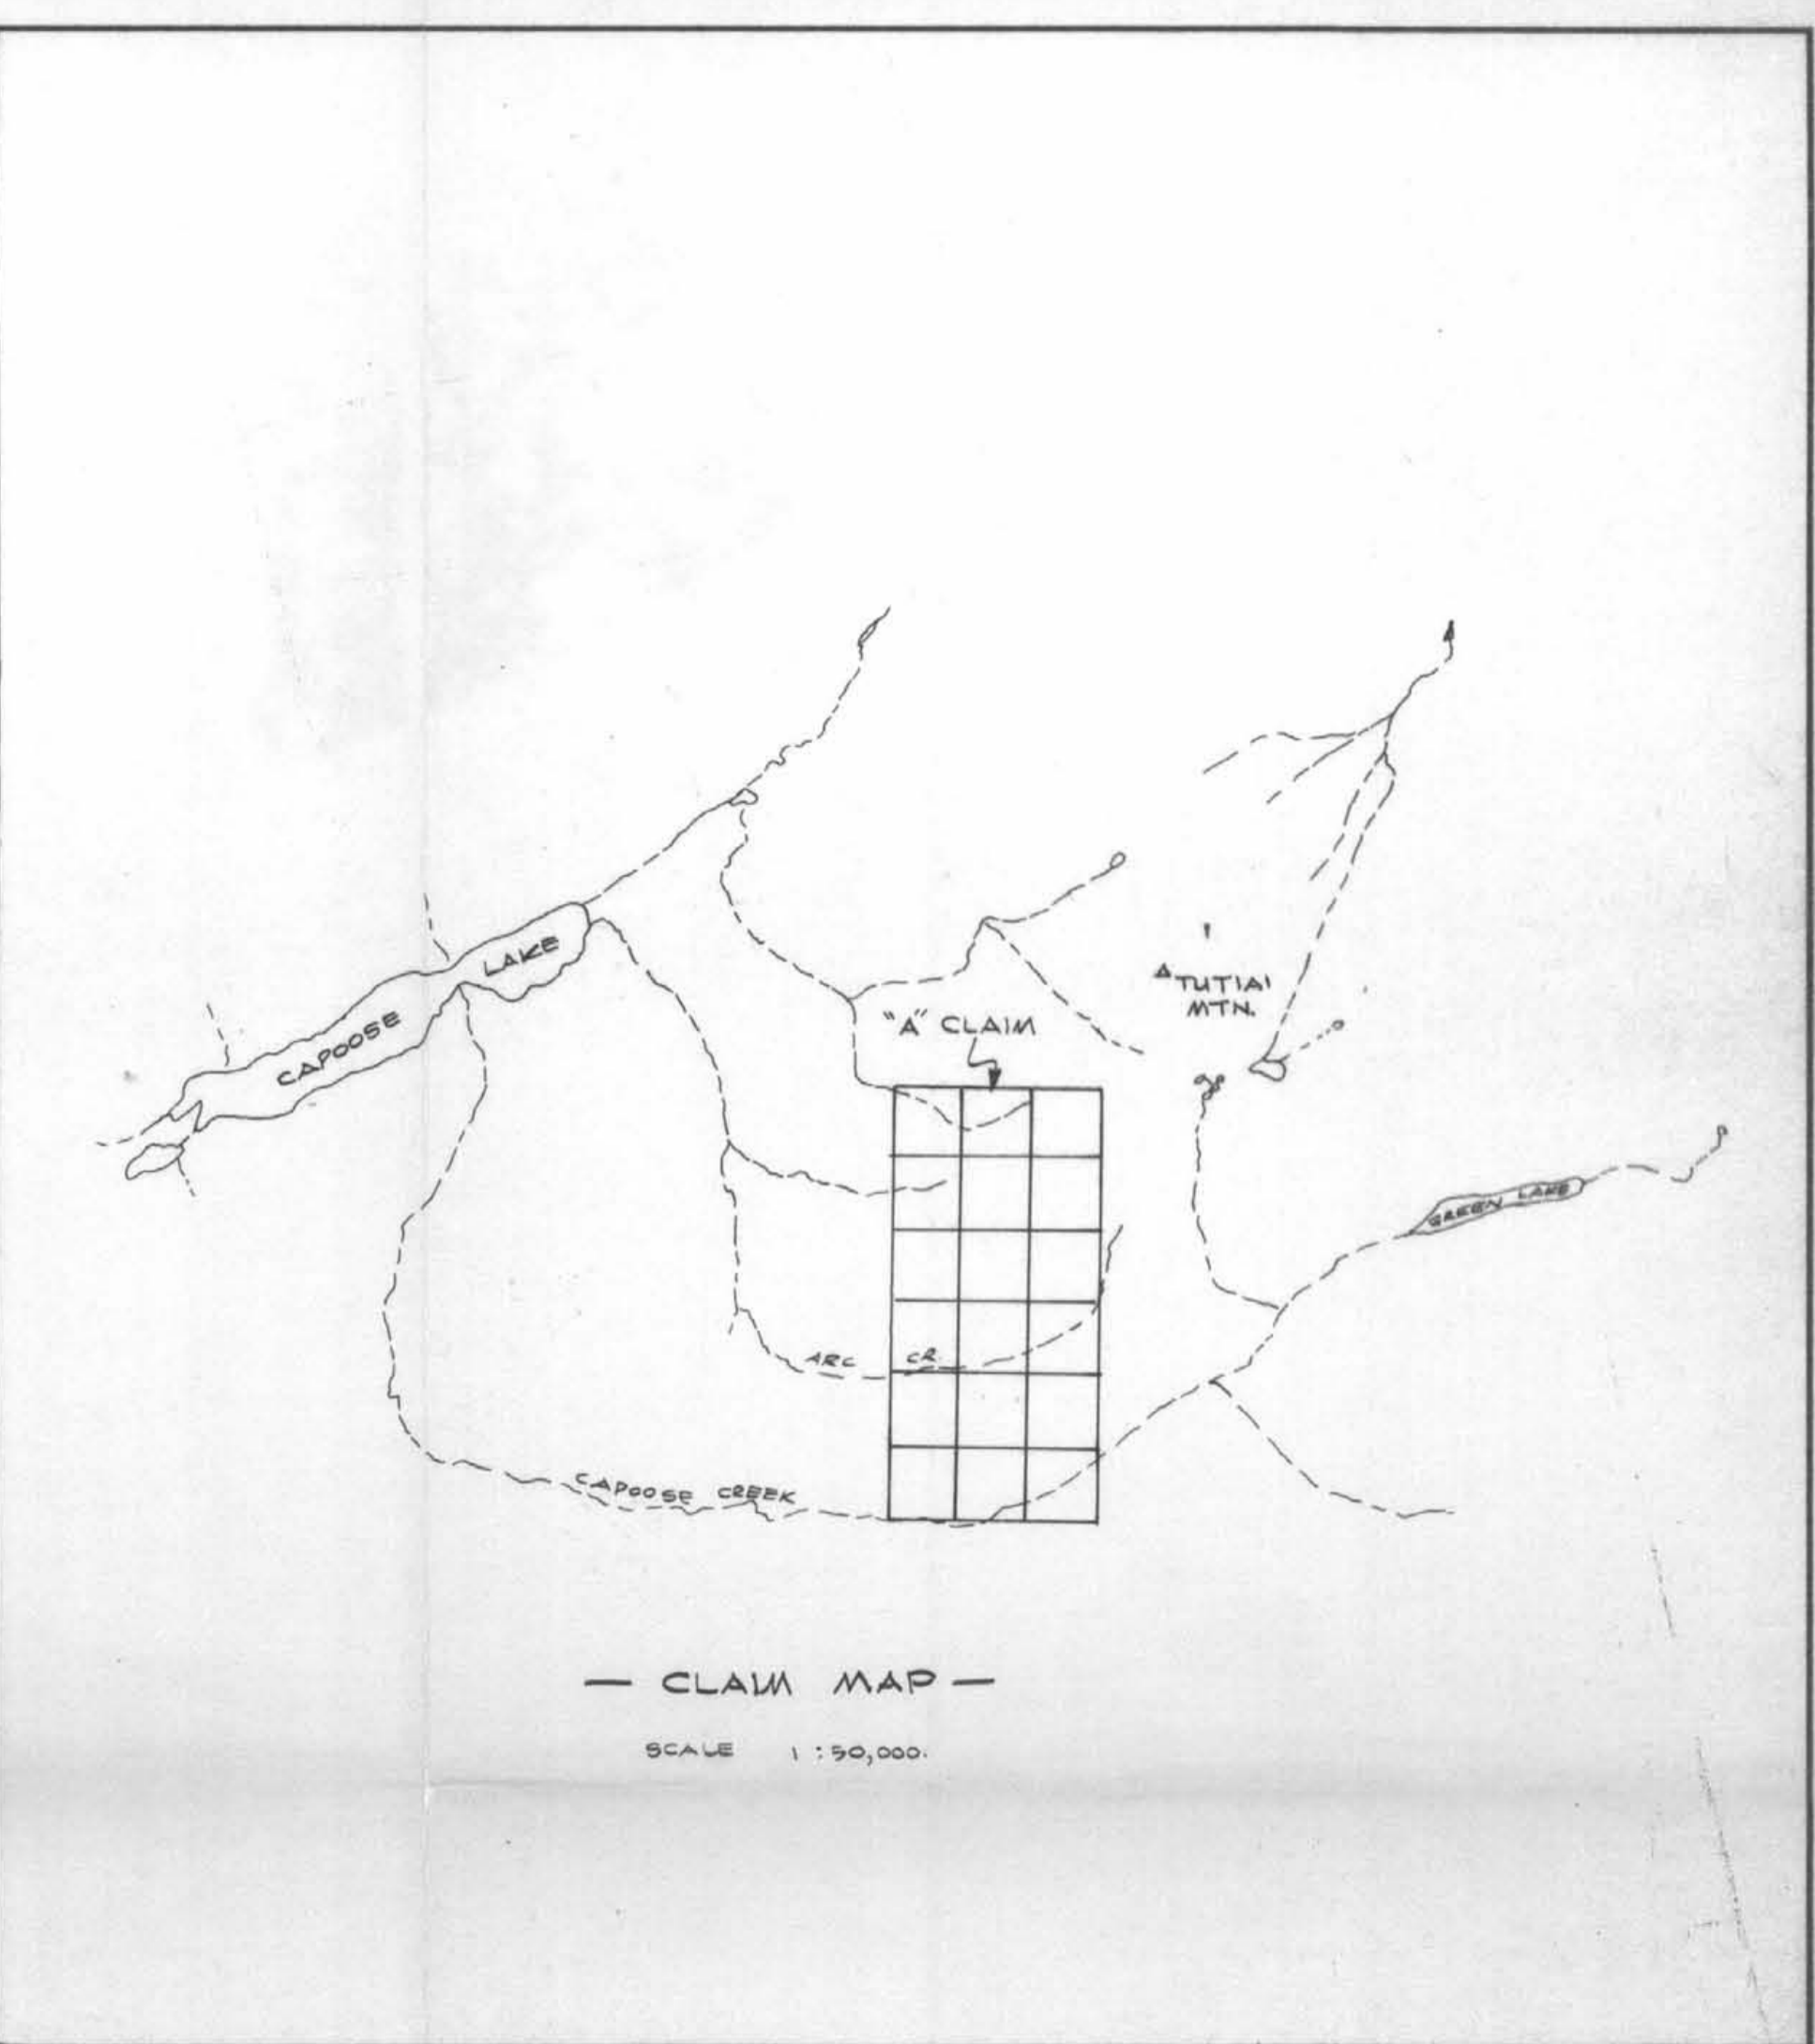 CAPOOSE LAKE
TUTIAI
MTN.
"A" CLAIM
GREEN LAKE
ARC CR.
CAPOOSE CREEK
— CLAIM MAP —
SCALE 1 : 50,000.